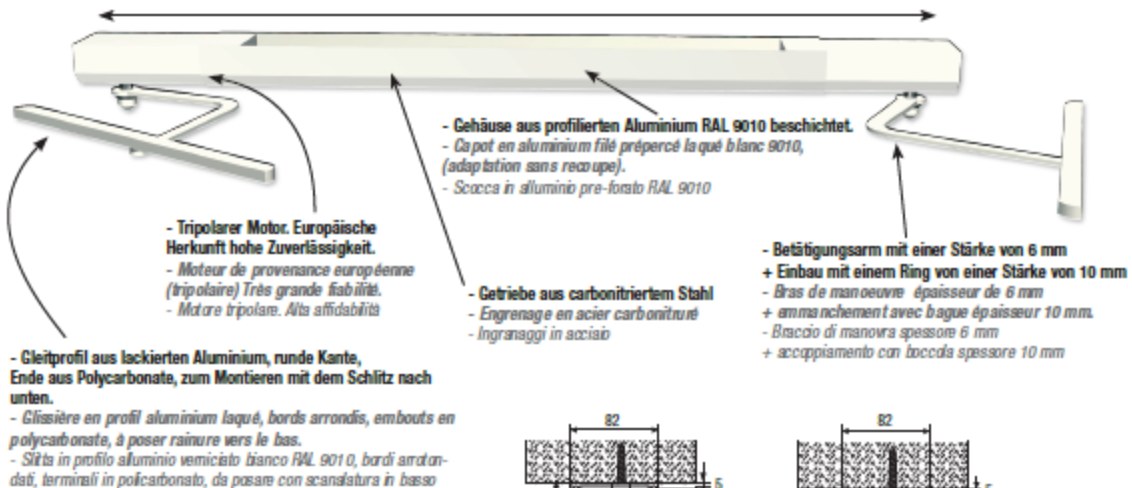 - Gehäuse aus profilierten Aluminium RAL 9010 beschichtet.
- Capot en aluminium filé prépercé laqué blanc 9010,
(adaptation sans recoupe).
- Scocca in alluminio pre-forato RAL 9010
- Tripolarer Motor. Europäische
Herkunft hohe Zuverlässigkeit.
- Moteur de provenance européenne
(tripolaire) Très grande fiabilité.
- Motore tripolare. Alta affidabilità
- Getriebe aus carbonitriertem Stahl
- Engrenage en acier carbonitruré
- Ingranaggi in acciaio
- Betätigungsarm mit einer Stärke von 6 mm
+ Einbau mit einem Ring von einer Stärke von 10 mm
- Bras de manoeuvre épaisseur de 6 mm
+ emmanchement avec bague épaisseur 10 mm.
- Braccio di manovra spessore 6 mm
+ accoppiamento con boccola spessore 10 mm
- Gleitprofil aus lackierten Aluminium, runde Kante,
Ende aus Polycarbonate, zum Montieren mit dem Schlitz nach
unten.
- Glissière en profil aluminium laqué, bords arrondis, embouts en
polycarbonate, à poser rainure vers le bas.
- Slitta in profilo alluminio verniciato bianco RAL 9010, bordi arroton-
dati, terminali in policarbonato, da posare con scanalatura in basso
82
5
82